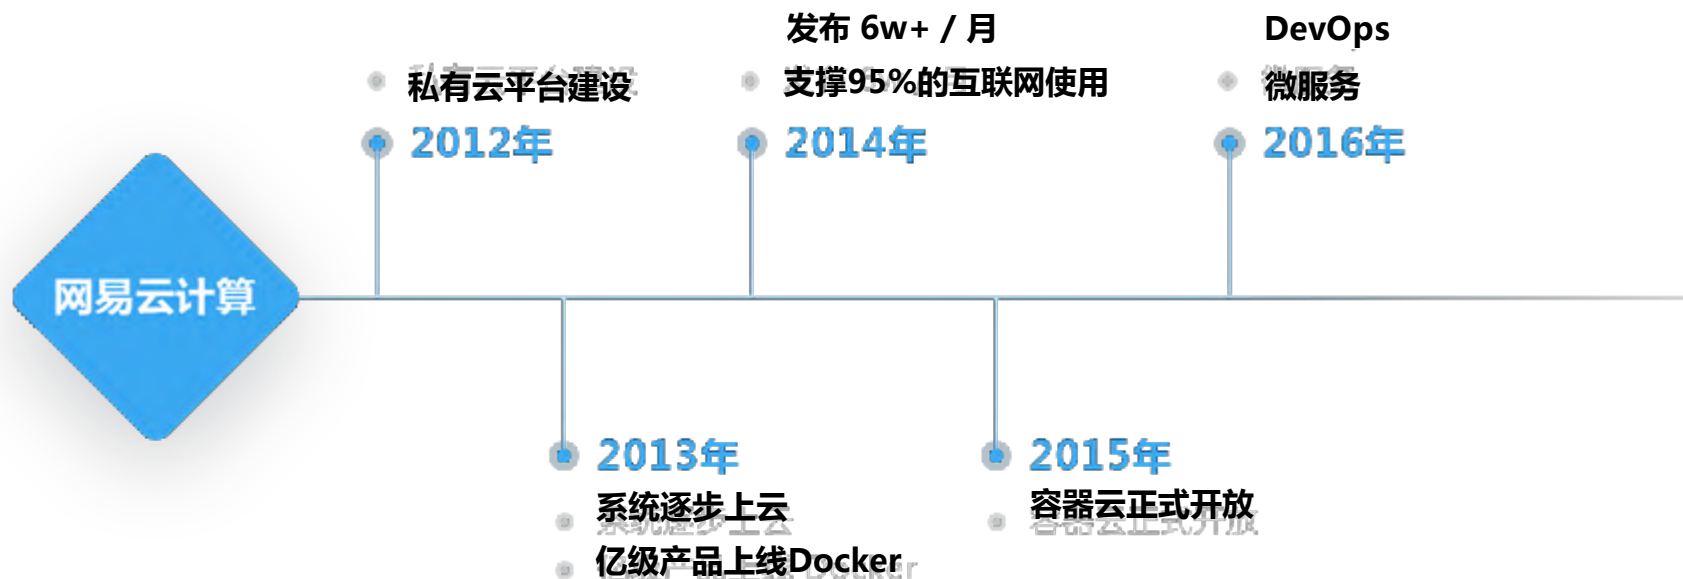 发布 6w+ / 月
DevOps
私有云平台建设
支撑95%的互联网使用
微服务
2012年
2014年
2016年
网易云计算
2013年
2015年
系统逐步上云
容器云正式开放
亿级产品上线Docker